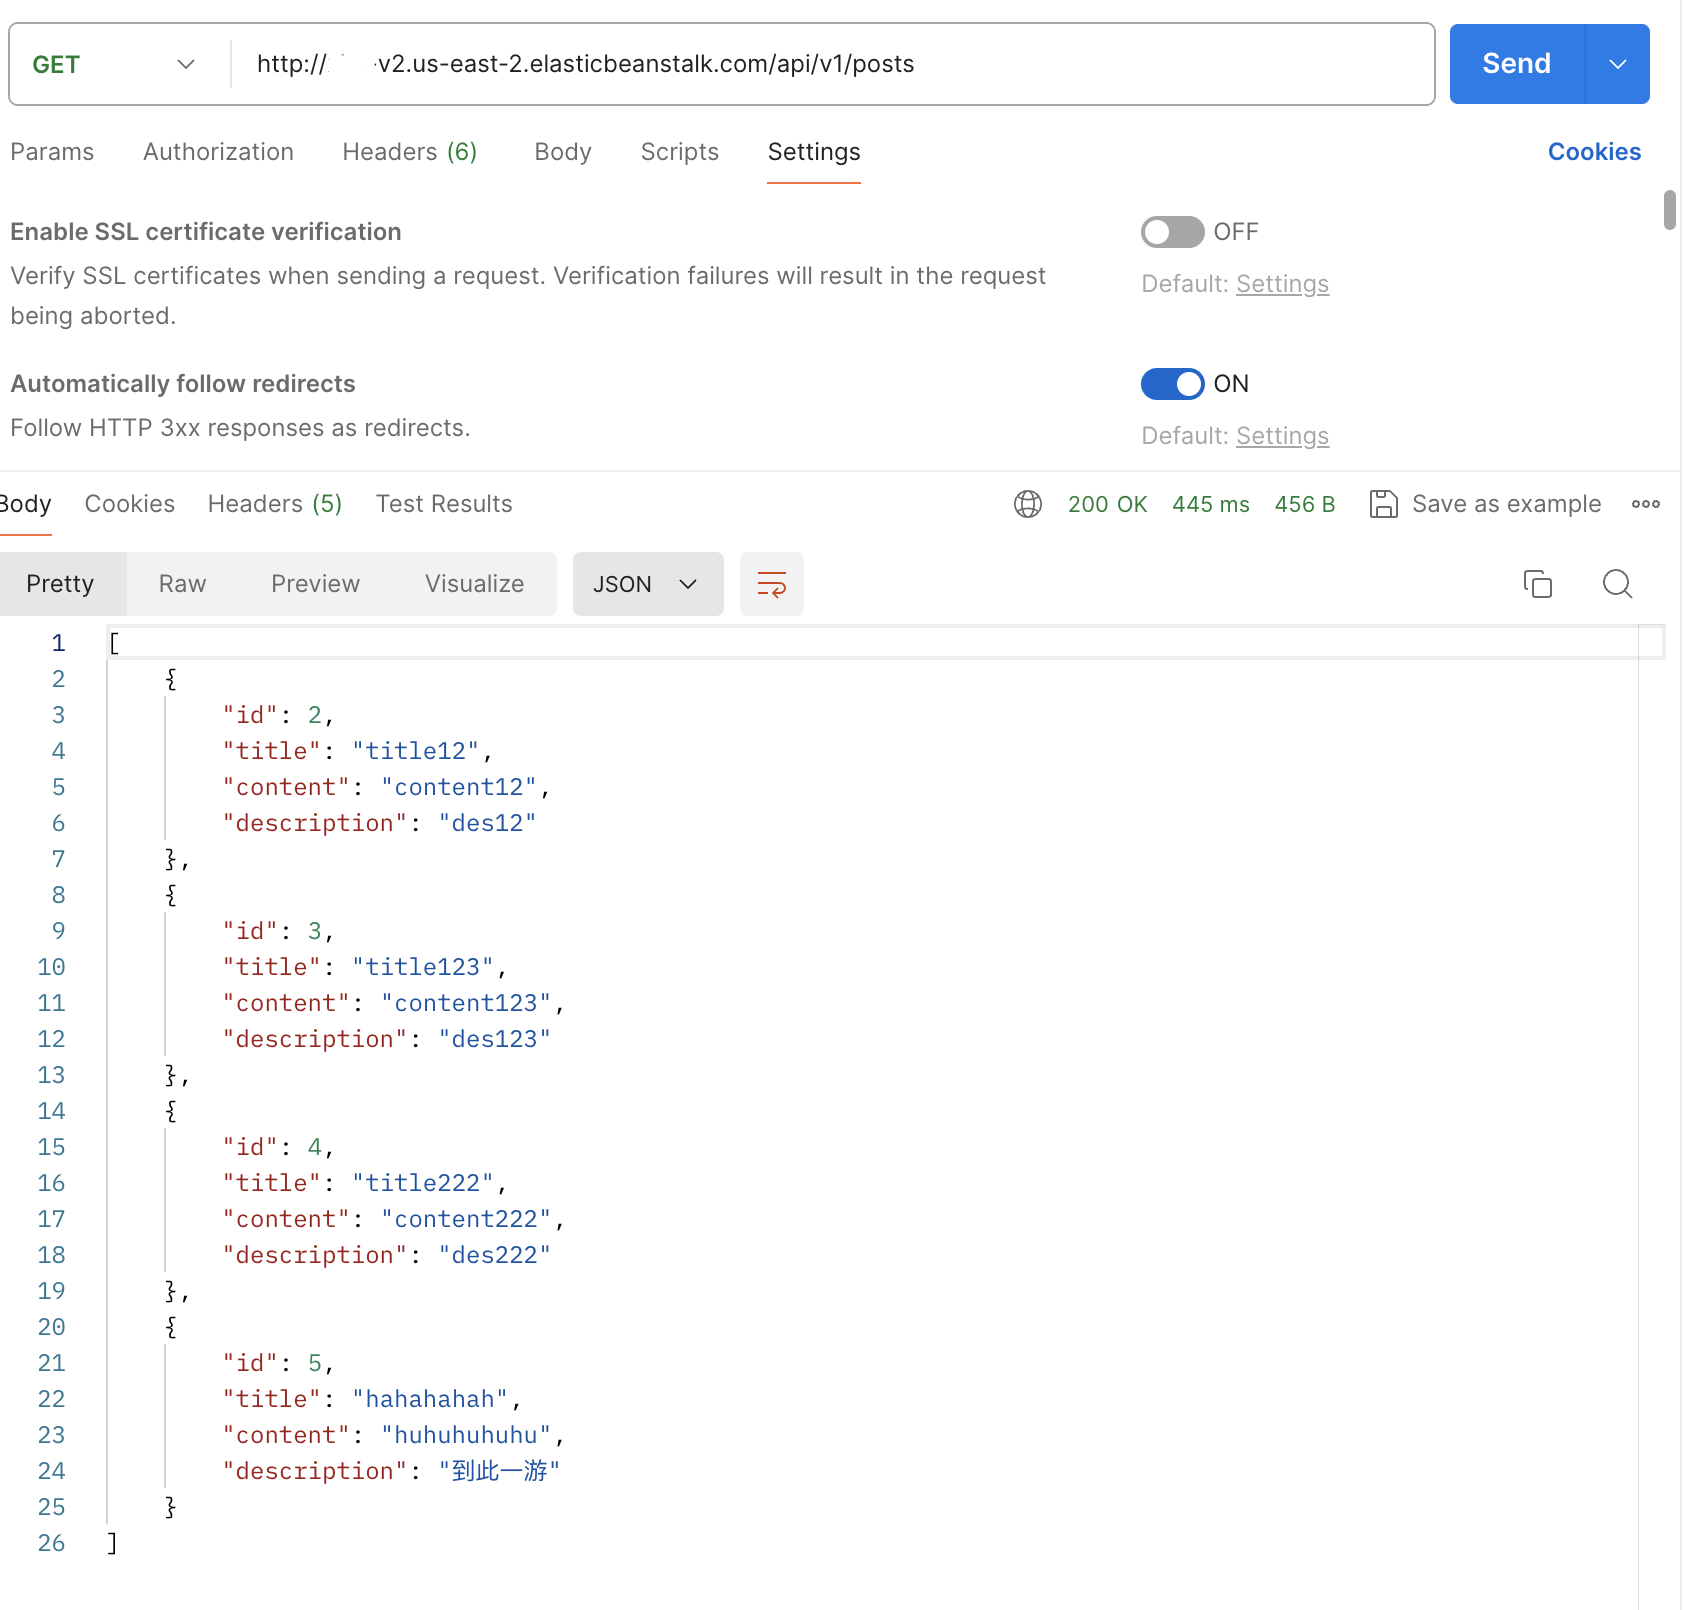 GET http:// -v2.us-east-2.elasticbeanstalk.com/api/v1/posts Send
Params Authorization Headers (6) Body Scripts Settings Cookies
Enable SSL certificate verification OFF
Verify SSL certificates when sending a request. Verification failures will result in the request Default: Settings
being aborted.
Automatically follow redirects ON
Follow HTTP 3xx responses as redirects. Default: Settings
Body Cookies Headers (5) Test Results 200 OK 445 ms 456 B Save as example
Pretty Raw Preview Visualize JSON
1 [
2 {
3 "id": 2,
4 "title": "title12",
5 "content": "content12",
6 "description": "des12"
7 },
8 {
9 "id": 3,
10 "title": "title123",
11 "content": "content123",
12 "description": "des123"
13 },
14 {
15 "id": 4,
16 "title": "title222",
17 "content": "content222",
18 "description": "des222"
19 },
20 {
21 "id": 5,
22 "title": "hahahahah",
23 "content": "huhuhuhuhu",
24 "description": "到此一游"
25 }
26 ]